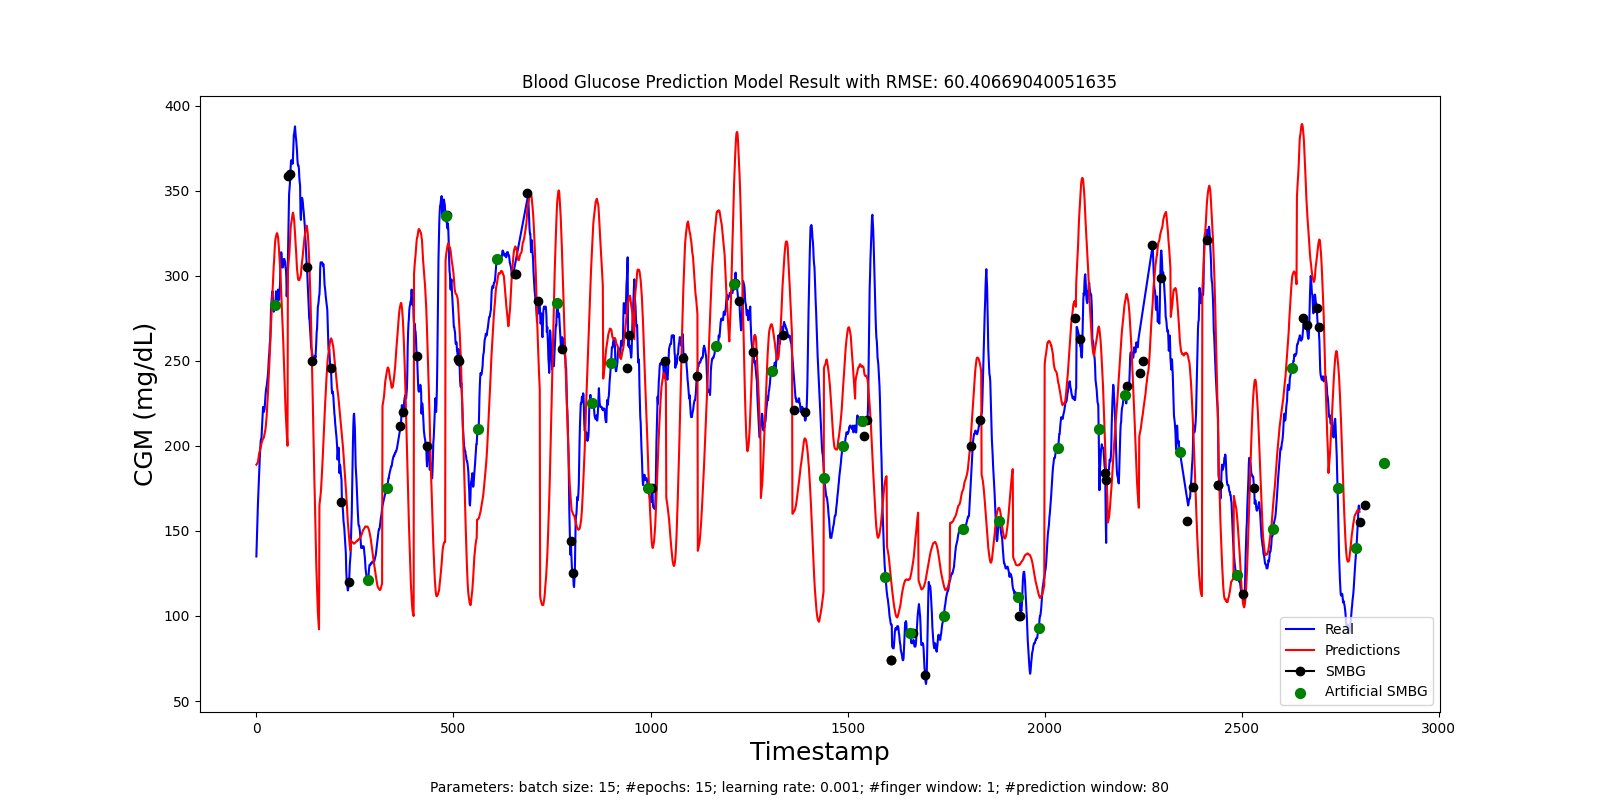 Blood Glucose Prediction Model Result with RMSE: 60.40669040051635
400
350
300
250
200
150
100
50
CGM (mg/dL)
0 500 1000 1500 2000 2500 3000
Timestamp
Real
Predictions
SMBG
Artificial SMBG
Parameters: batch size: 15; #epochs: 15; learning rate: 0.001; #finger window: 1; #prediction window: 80